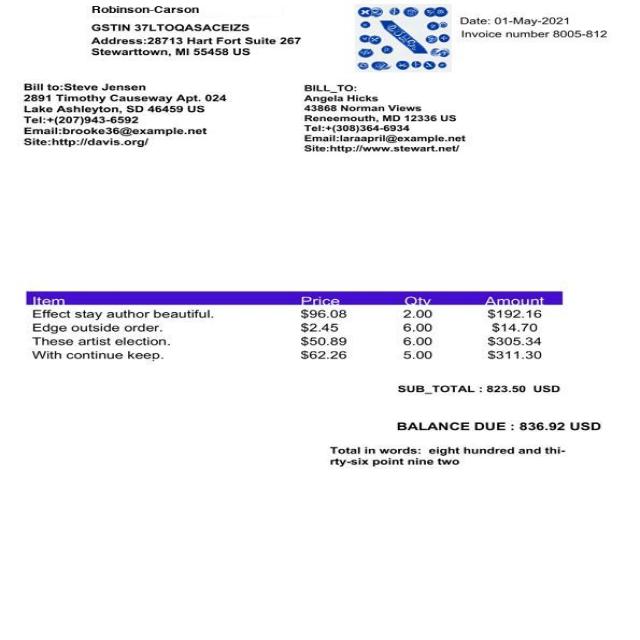 Robinson-Carson
GSTIN 37LTOQASACEIZS
Address:28713 Hart Fort Suite 267
Stewarttown, MI 55458 US
Date: 01-May-2021
Invoice number 8005-812
Bill to:Steve Jensen
2891 Timothy Causeway Apt. 024
Lake Ashleyton, SD 46459 US
Tel:+(207)943-6592
Email:brooke36@example.net
Site:http://davis.org/
BILL_TO:
Angela Hicks
43868 Norman Views
Reneemouth, MD 12336 US
Tel:+(308)364-6934
Email:laraapril@example.net
Site:http://www.stewart.net/
Item Price Qty Amount
Effect stay author beautiful. $96.08 2.00 $192.16
Edge outside order. $2.45 6.00 $14.70
These artist election. $50.89 6.00 $305.34
With continue keep. $62.26 5.00 $311.30
SUB_TOTAL : 823.50 USD
BALANCE DUE : 836.92 USD
Total in words: eight hundred and thi-
rty-six point nine two